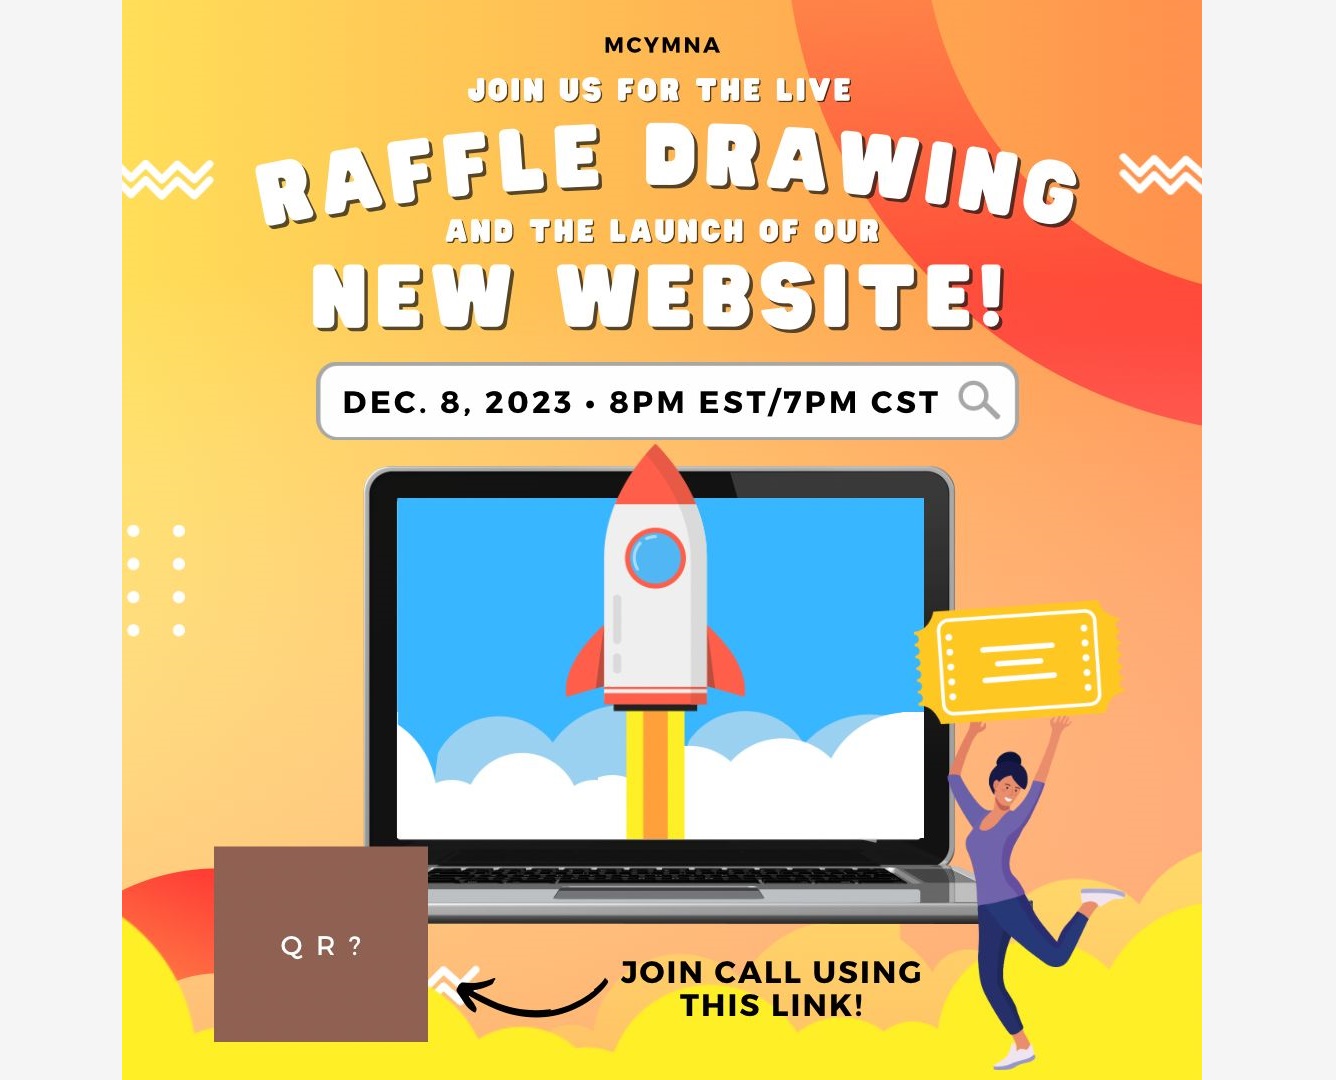 MCYMNA
JOIN US FOR THE LIVE
RAFFLE DRAWING
AND THE LAUNCH OF OUR
NEW WEBSITE!
DEC. 8, 2023 • 8PM EST/7PM CST
QR?
JOIN CALL USING
THIS LINK!